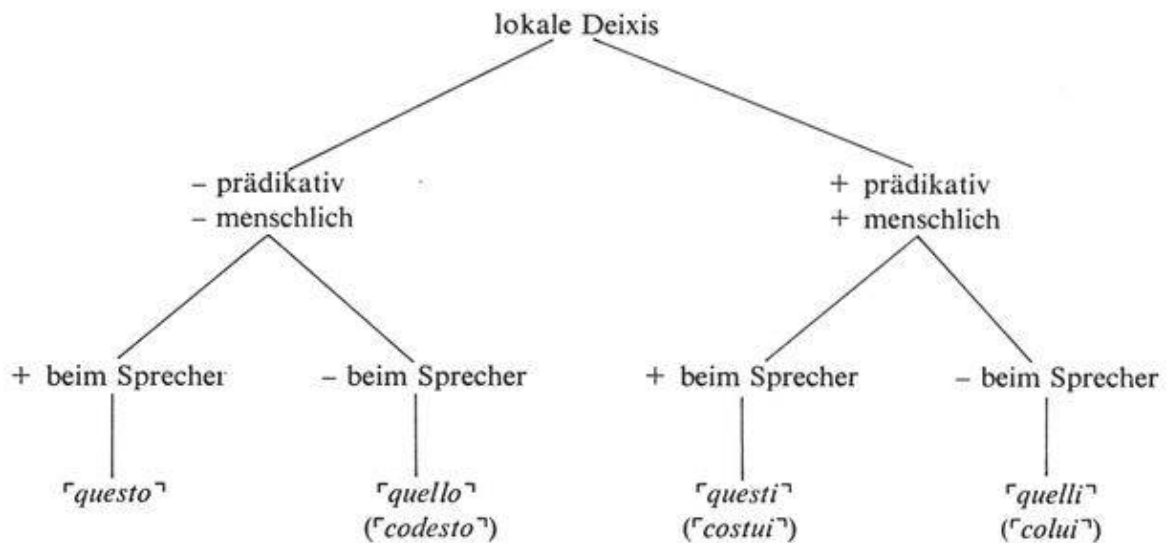 lokale Deixis
– prädikativ + prädikativ
– menschlich + menschlich
+ beim Sprecher – beim Sprecher + beim Sprecher – beim Sprecher
⌜questo⌝ ⌜quello⌝ ⌜questi⌝ ⌜quelli⌝
(⌜codesto⌝) (⌜costui⌝) (⌜colui⌝)